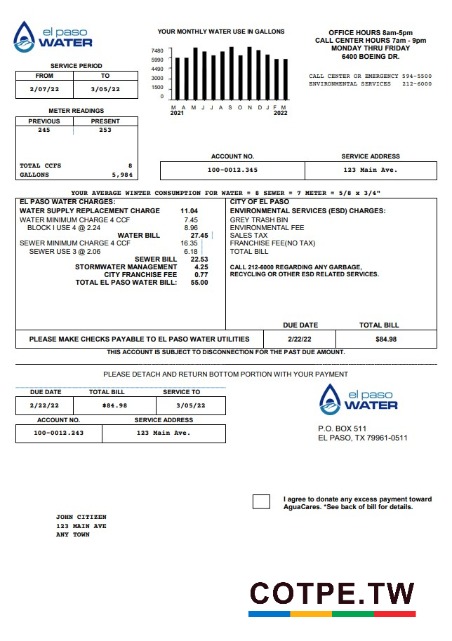 el paso
WATER
YOUR MONTHLY WATER USE IN GALLONS
OFFICE HOURS 8am-5pm
CALL CENTER HOURS 7am - 9pm
MONDAY THRU FRIDAY
6400 BOEING DR.
CALL CENTER OR EMERGENCY 594-5500
ENVIRONMENTAL SERVICES 212-6000
7480
5990
4490
3000
1500
0
M A M J J A S O N D J F M
2021 2022
SERVICE PERIOD
FROM TO
2/07/22 3/05/22
METER READINGS
PREVIOUS PRESENT
245 253
TOTAL CCFS 8
GALLONS 5,984
ACCOUNT NO. SERVICE ADDRESS
100-0012.345 123 Main Ave.
YOUR AVERAGE WINTER CONSUMPTION FOR WATER = 8 SEWER = 7 METER = 5/8 x 3/4"
EL PASO WATER CHARGES:
WATER SUPPLY REPLACEMENT CHARGE 11.04
WATER MINIMUM CHARGE 4 CCF 7.45
BLOCK I USE 4 @ 2.24 8.96
WATER BILL 27.45
SEWER MINIMUM CHARGE 4 CCF 16.35
SEWER USE 3 @ 2.06 6.18
SEWER BILL 22.53
STORMWATER MANAGEMENT 4.25
CITY FRANCHISE FEE 0.77
TOTAL EL PASO WATER BILL: 55.00
CITY OF EL PASO
ENVIRONMENTAL SERVICES (ESD) CHARGES:
GREY TRASH BIN
ENVIRONMENTAL FEE
SALES TAX
FRANCHISE FEE(NO TAX)
TOTAL BILL
CALL 212-6000 REGARDING ANY GARBAGE,
RECYCLING OR OTHER ESD RELATED SERVICES.
DUE DATE TOTAL BILL
PLEASE MAKE CHECKS PAYABLE TO EL PASO WATER UTILITIES 2/22/22 $84.98
THIS ACCOUNT IS SUBJECT TO DISCONNECTION FOR THE PAST DUE AMOUNT.
PLEASE DETACH AND RETURN BOTTOM PORTION WITH YOUR PAYMENT
DUE DATE TOTAL BILL SERVICE TO
2/22/22 $84.98 3/05/22
ACCOUNT NO. SERVICE ADDRESS
100-0012.243 123 Main Ave.
el paso
WATER
P.O. BOX 511
EL PASO, TX 79961-0511
I agree to donate any excess payment toward
AguaCares. *See back of bill for details.
JOHN CITIZEN
123 MAIN AVE
ANY TOWN
COTPE.TW